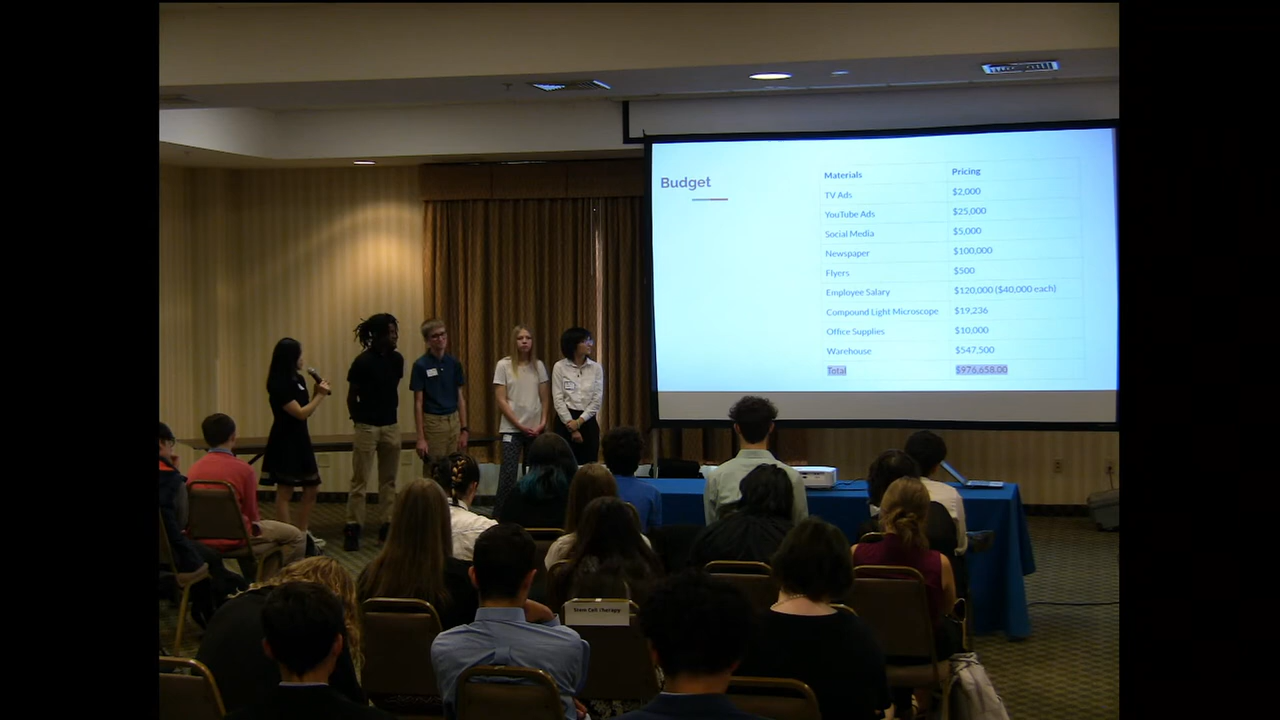 Budget
Materials Pricing
TV Ads $2,000
YouTube Ads $25,000
Social Media $5,000
Newspaper $100,000
Flyers $500
Employee Salary $120,000 ($40,000 each)
Compound Light Microscope $19,236
Office Supplies $10,000
Warehouse $547,500
Total $976,658.00
Stem Cell Therapy